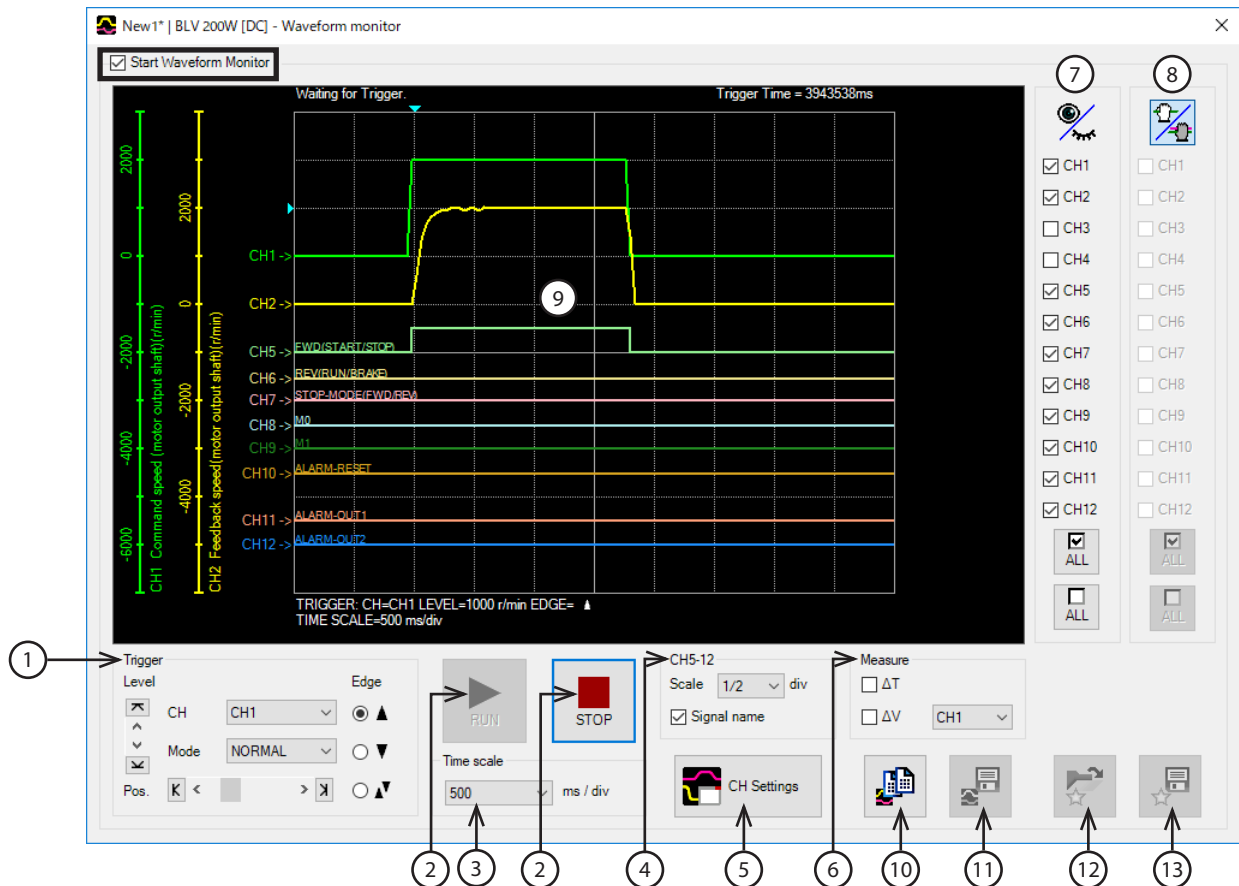 New1* | BLV 200W [DC] - Waveform monitor
Start Waveform Monitor
Waiting for Trigger.
Trigger Time = 3943538ms
2000
0
-2000
-4000
-6000
CH1 Command speed (motor output shaft)(r/min)
2000
0
-2000
-4000
CH2 Feedback speed(motor output shaft)(r/min)
CH1 ->
CH2 ->
9
CH5 -> FWD(START/STOP)
CH6 -> REV(RUN/BRAKE)
CH7 -> STOP-MODE(FWD/REV)
CH8 -> M0
CH9 -> M1
CH10 -> ALARM-RESET
CH11 -> ALARM-OUT1
CH12 -> ALARM-OUT2
TRIGGER: CH=CH1 LEVEL=1000 r/min EDGE=
TIME SCALE=500 ms/div
7
CH1
CH2
CH3
CH4
CH5
CH6
CH7
CH8
CH9
CH10
CH11
CH12
ALL
ALL
8
CH1
CH2
CH3
CH4
CH5
CH6
CH7
CH8
CH9
CH10
CH11
CH12
ALL
ALL
1
Trigger
Level
Edge
CH CH1
Mode NORMAL
Pos.
RUN
STOP
Time scale
500 ms / div
CH5-12
Scale 1/2 div
Signal name
CH Settings
Measure
ΔT
ΔV CH1
2
3
2
4
5
6
10
11
12
13